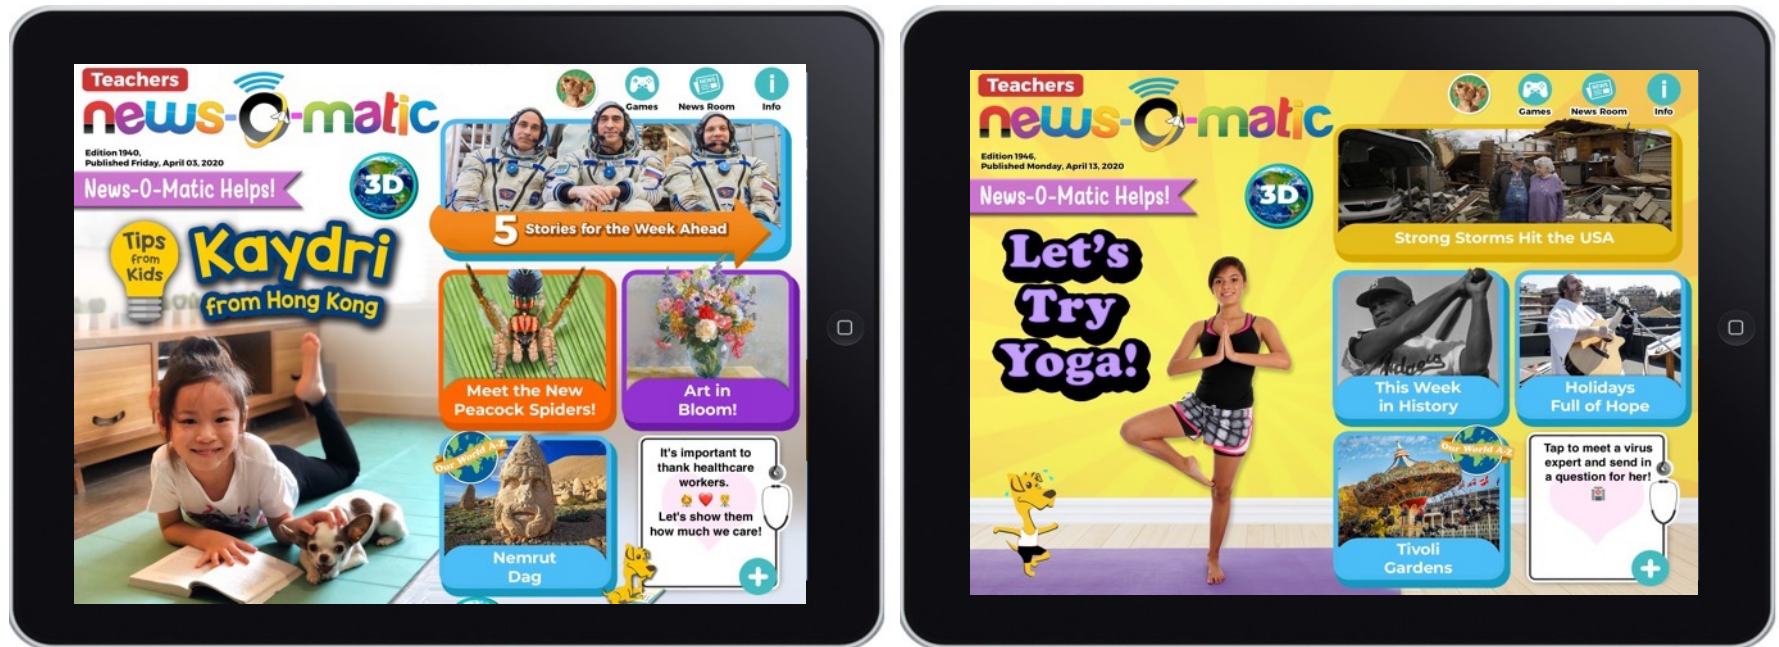 Teachers
news-O-matic
Games
News Room
Info
Edition 1940,
Published Friday, April 03, 2020
News-O-Matic Helps!
3D
5 Stories for the Week Ahead
Tips
from
Kids
Kaydri
from Hong Kong
Meet the New
Peacock Spiders!
Art in
Bloom!
Our World A-Z
Nemrut
Dag
It's important to
thank healthcare
workers.
Let's show them
how much we care!
Teachers
news-O-matic
Games
News Room
Info
Edition 1946,
Published Monday, April 13, 2020
News-O-Matic Helps!
3D
Strong Storms Hit the USA
Let's
Try
Yoga!
This Week
in History
Holidays
Full of Hope
Our World A-Z
Tivoli
Gardens
Tap to meet a virus
expert and send in
a question for her!